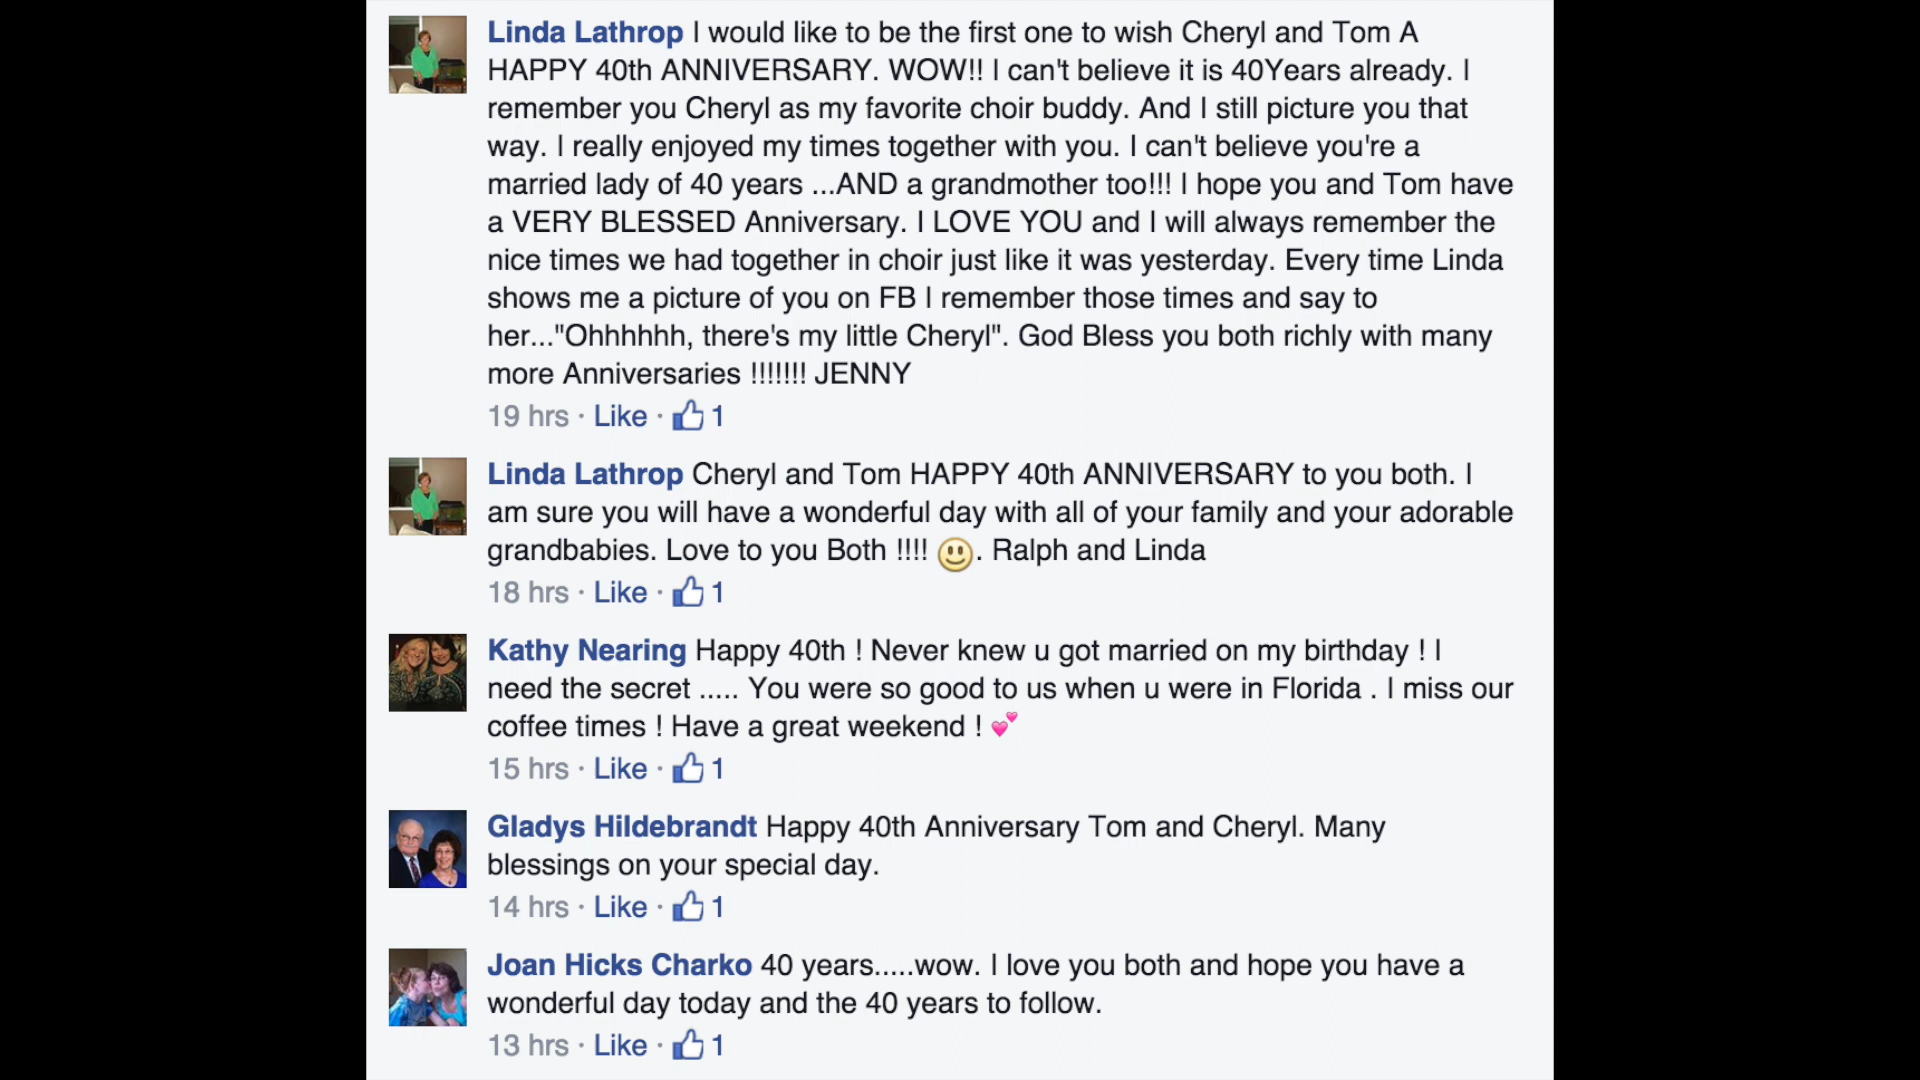 Linda Lathrop I would like to be the first one to wish Cheryl and Tom A
HAPPY 40th ANNIVERSARY. WOW!! I can't believe it is 40Years already. I
remember you Cheryl as my favorite choir buddy. And I still picture you that
way. I really enjoyed my times together with you. I can't believe you're a
married lady of 40 years ...AND a grandmother too!!! I hope you and Tom have
a VERY BLESSED Anniversary. I LOVE YOU and I will always remember the
nice times we had together in choir just like it was yesterday. Every time Linda
shows me a picture of you on FB I remember those times and say to
her..."Ohhhhhh, there's my little Cheryl". God Bless you both richly with many
more Anniversaries !!!!!!! JENNY
19 hrs · Like · 1
Linda Lathrop Cheryl and Tom HAPPY 40th ANNIVERSARY to you both. I
am sure you will have a wonderful day with all of your family and your adorable
grandbabies. Love to you Both !!!! 🙂. Ralph and Linda
18 hrs · Like · 1
Kathy Nearing Happy 40th ! Never knew u got married on my birthday ! I
need the secret ..... You were so good to us when u were in Florida . I miss our
coffee times ! Have a great weekend ! 💕
15 hrs · Like · 1
Gladys Hildebrandt Happy 40th Anniversary Tom and Cheryl. Many
blessings on your special day.
14 hrs · Like · 1
Joan Hicks Charko 40 years.....wow. I love you both and hope you have a
wonderful day today and the 40 years to follow.
13 hrs · Like · 1